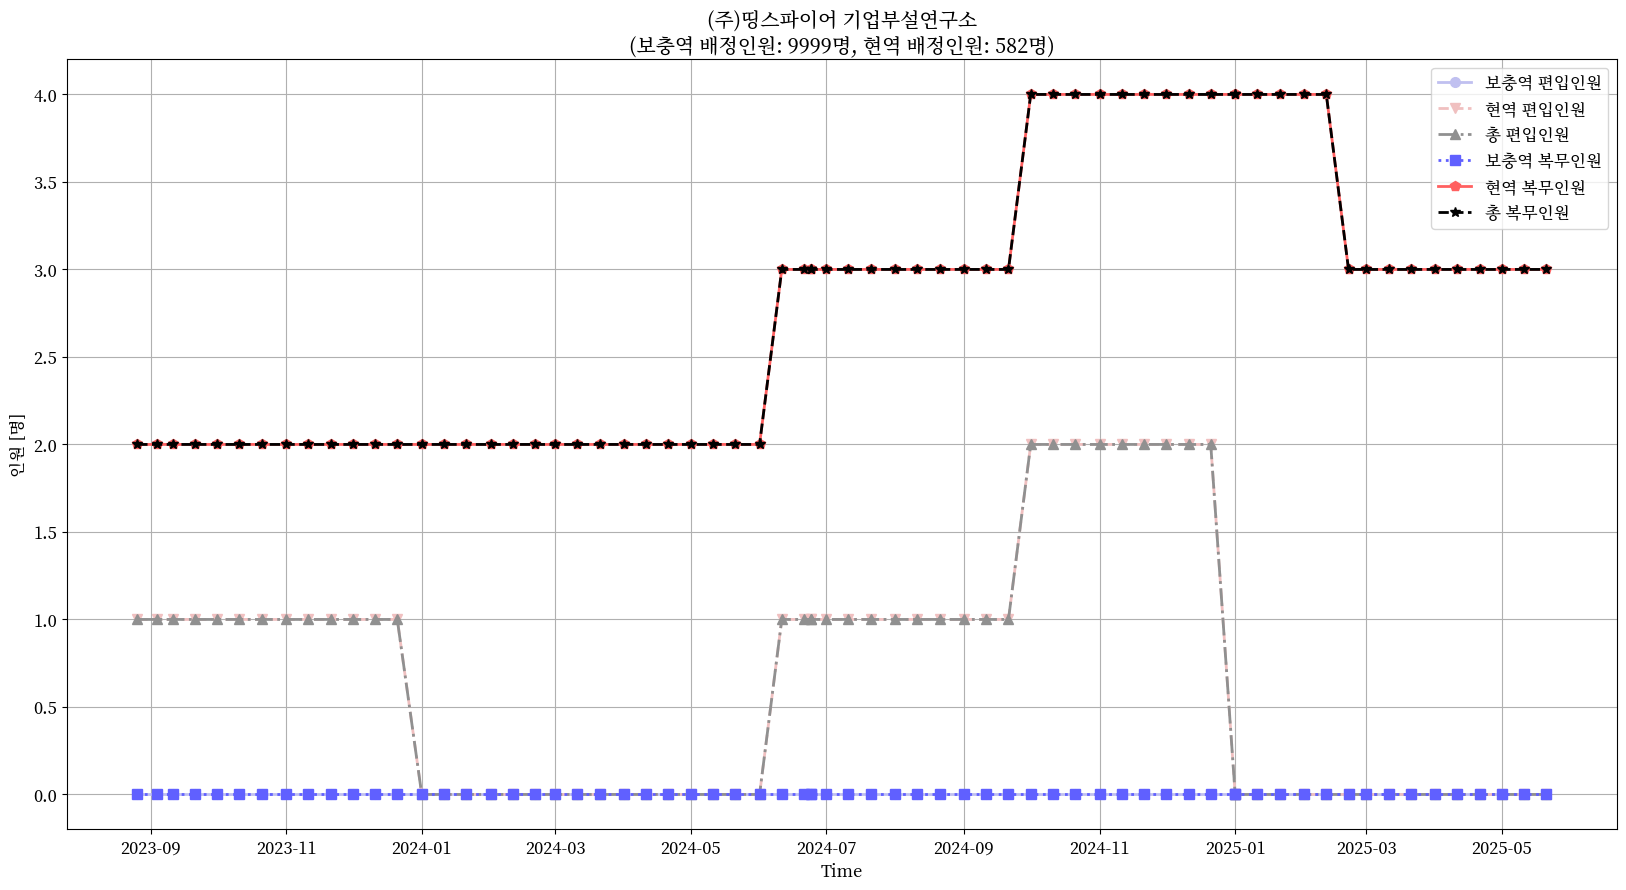 (주)띵스파이어 기업부설연구소
(보충역 배정인원: 9999명, 현역 배정인원: 582명)
보충역 편입인원
현역 편입인원
총 편입인원
보충역 복무인원
현역 복무인원
총 복무인원
인원 [명]
4.0
3.5
3.0
2.5
2.0
1.5
1.0
0.5
0.0
2023-09 2023-11 2024-01 2024-03 2024-05 2024-07 2024-09 2024-11 2025-01 2025-03 2025-05
Time